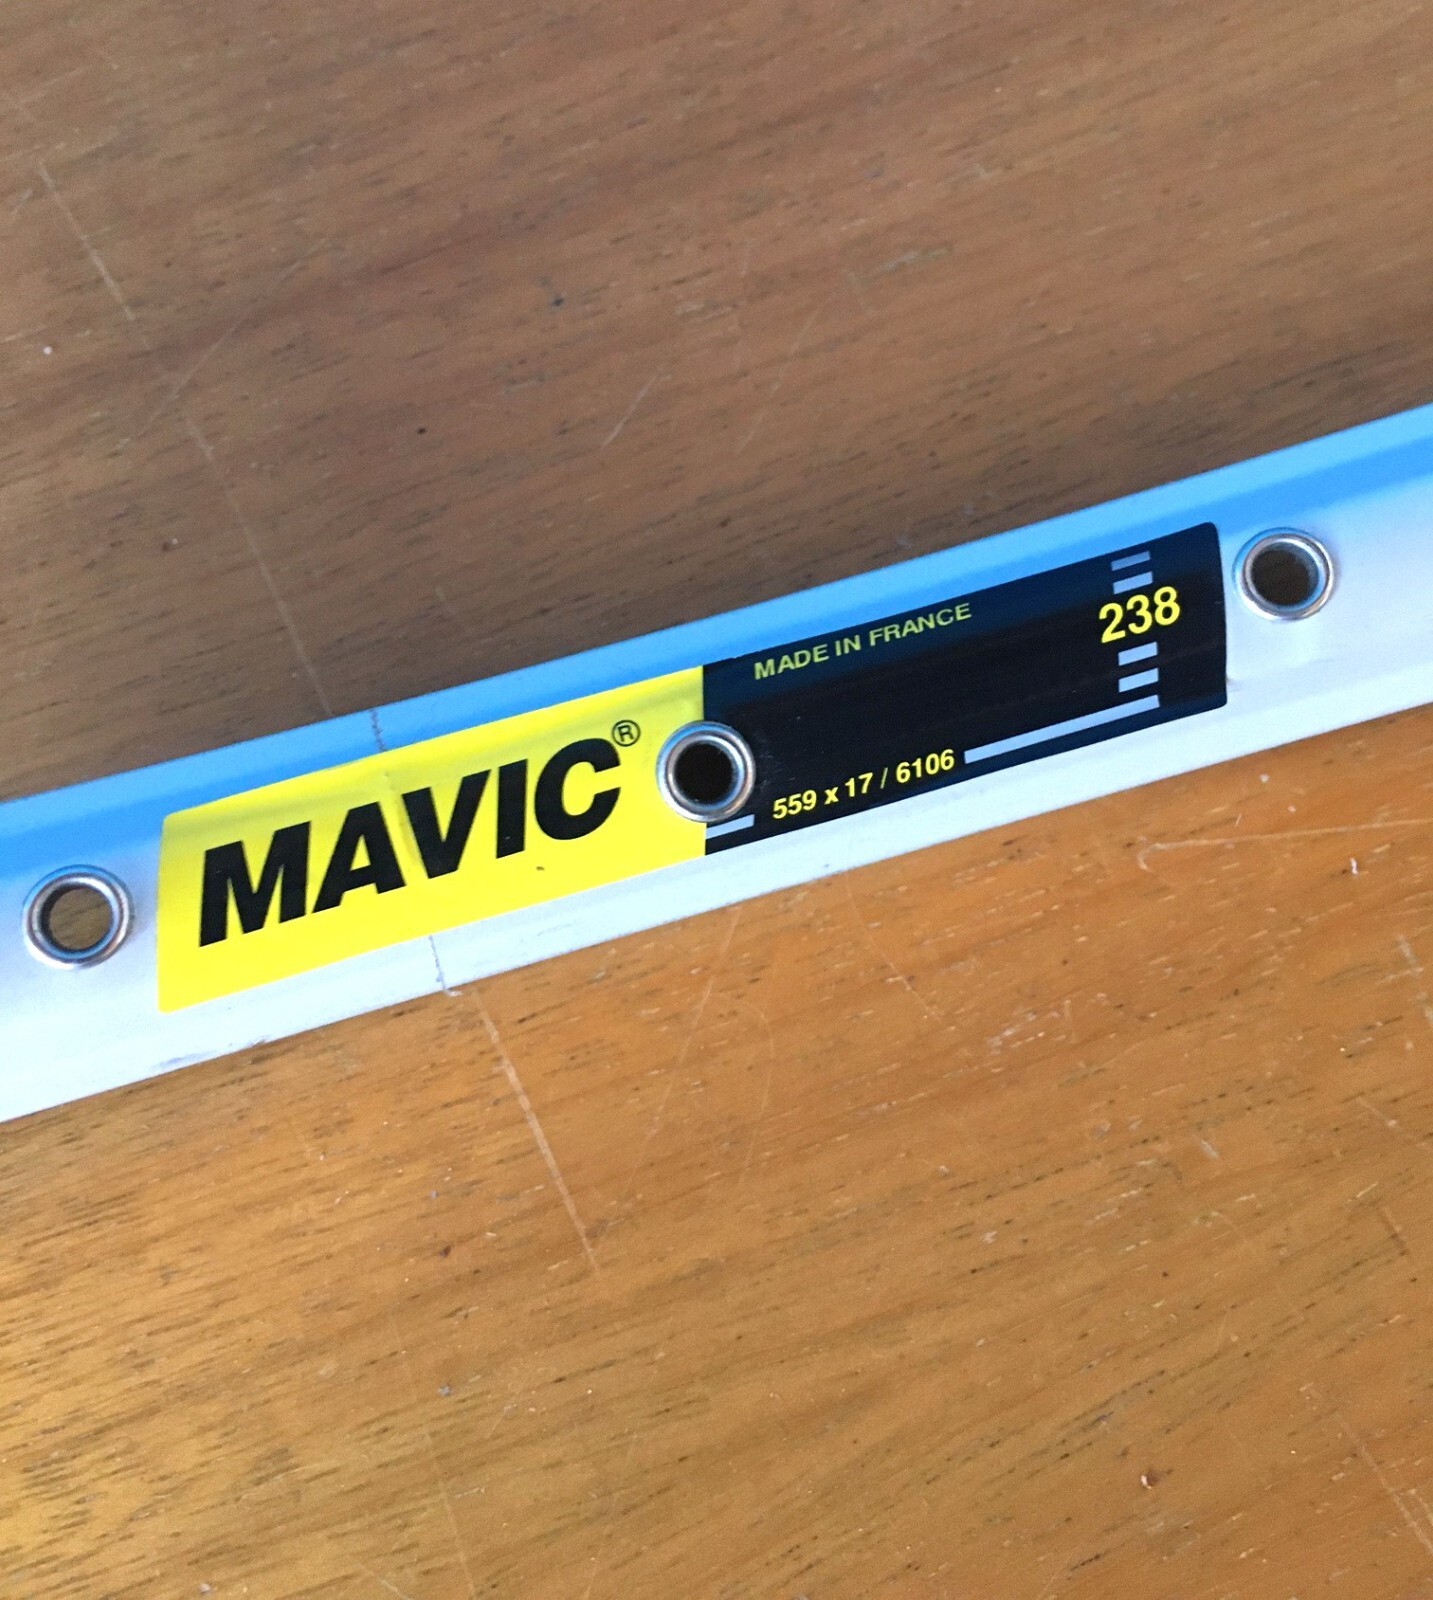 MAVIC®
MADE IN FRANCE
238
559 x 17 / 6106